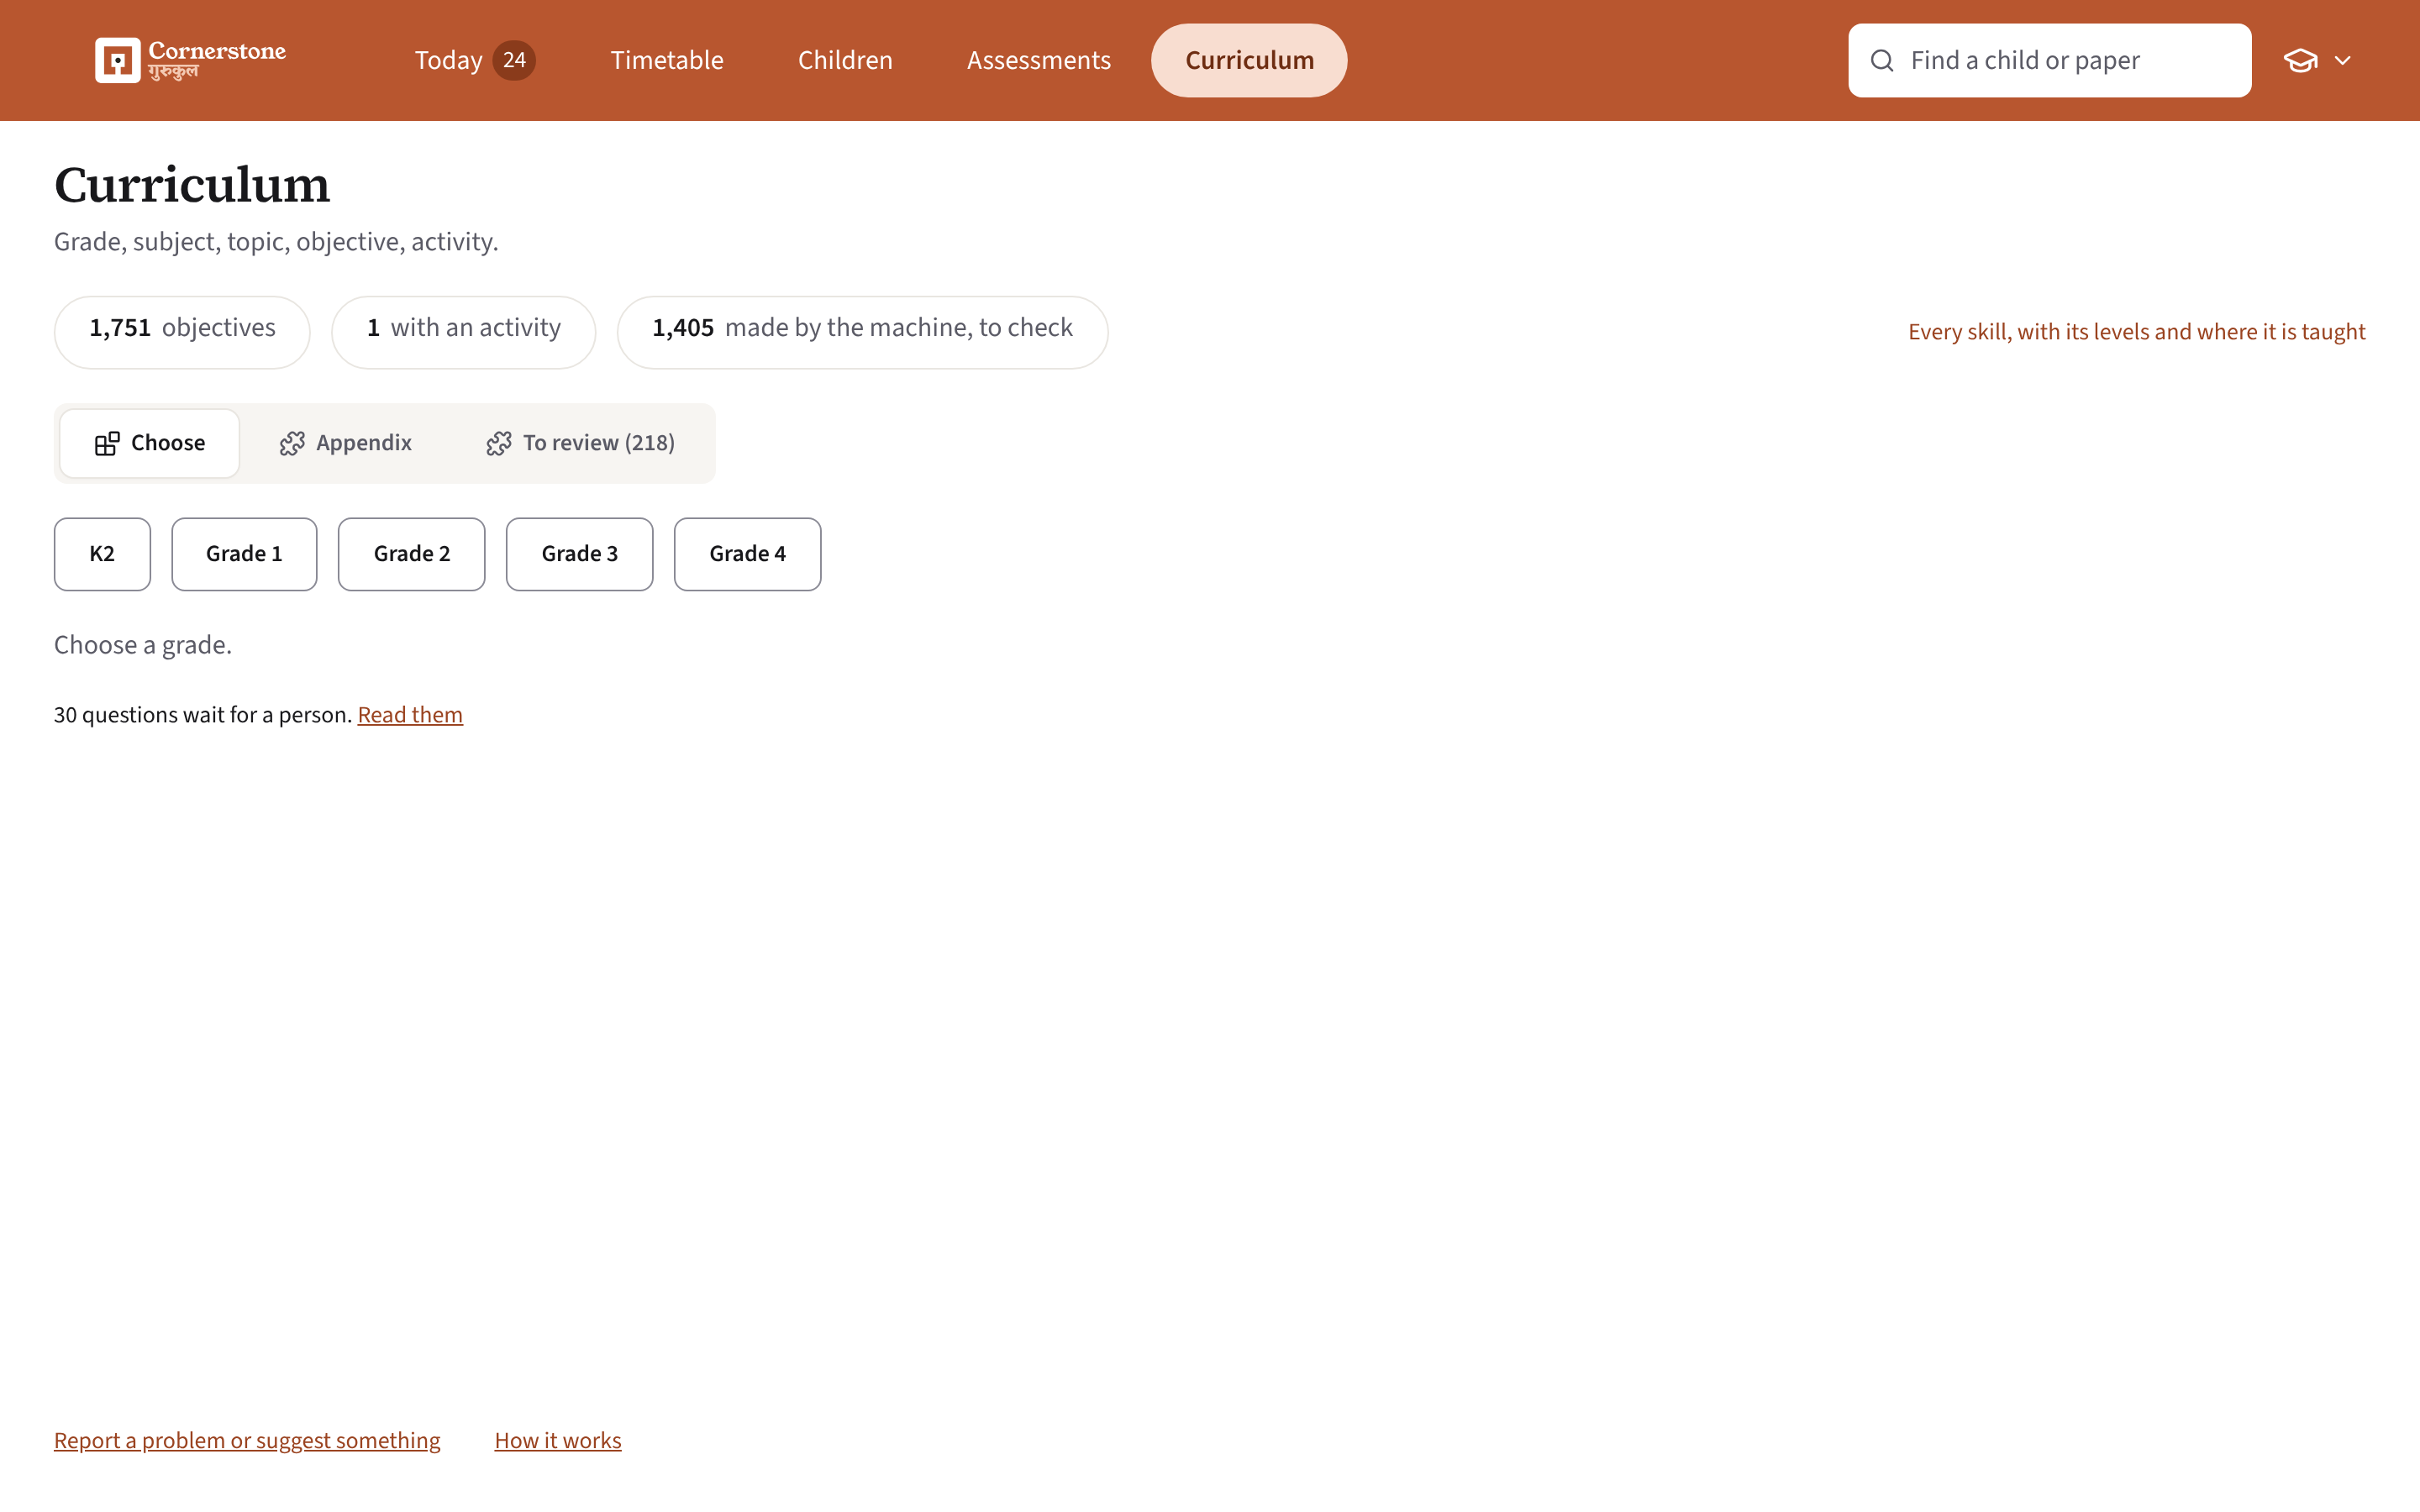 Cornerstone
गुरुकुल
Today 24
Timetable
Children
Assessments
Curriculum
Find a child or paper
Curriculum
Grade, subject, topic, objective, activity.
1,751 objectives
1 with an activity
1,405 made by the machine, to check
Every skill, with its levels and where it is taught
Choose
Appendix
To review (218)
K2
Grade 1
Grade 2
Grade 3
Grade 4
Choose a grade.
30 questions wait for a person. Read them
Report a problem or suggest something
How it works